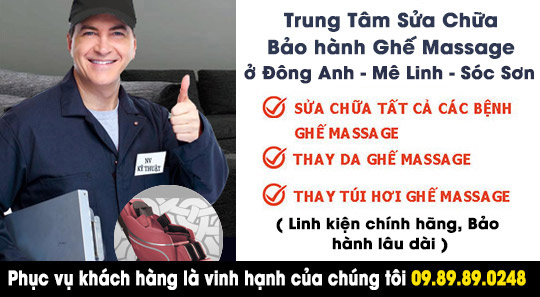 Trung Tâm Sửa Chữa
Bảo hành Ghế Massage
ở Đông Anh - Mê Linh - Sóc Sơn
SỬA CHỮA TẤT CẢ CÁC BỆNH
GHẾ MASSAGE
THAY DA GHẾ MASSAGE
THAY TÚI HƠI GHẾ MASSAGE
( Linh kiện chính hãng, Bảo
hành lâu dài )
NV
KỸ THUẬT
Phục vụ khách hàng là vinh hạnh của chúng tôi 09.89.89.0248